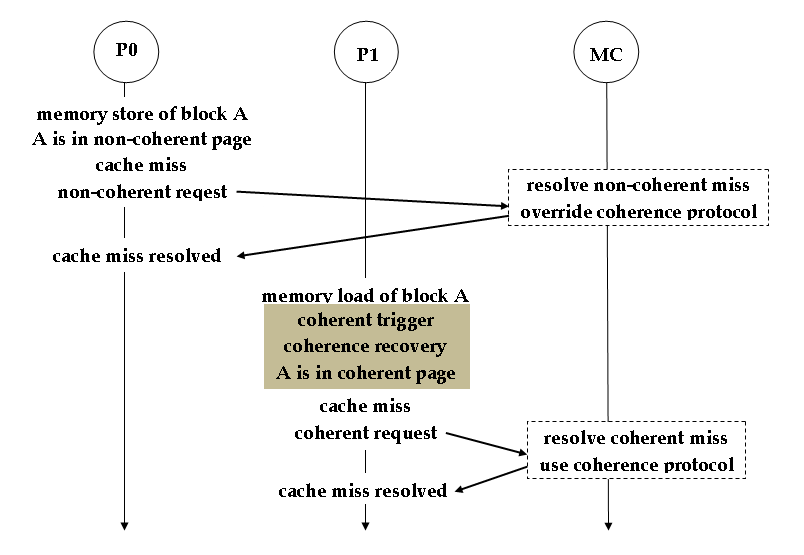 P0
P1
MC
memory store of block A
A is in non-coherent page
cache miss
non-coherent reqest
resolve non-coherent miss
override coherence protocol
cache miss resolved
memory load of block A
coherent trigger
coherence recovery
A is in coherent page
cache miss
coherent request
resolve coherent miss
use coherence protocol
cache miss resolved